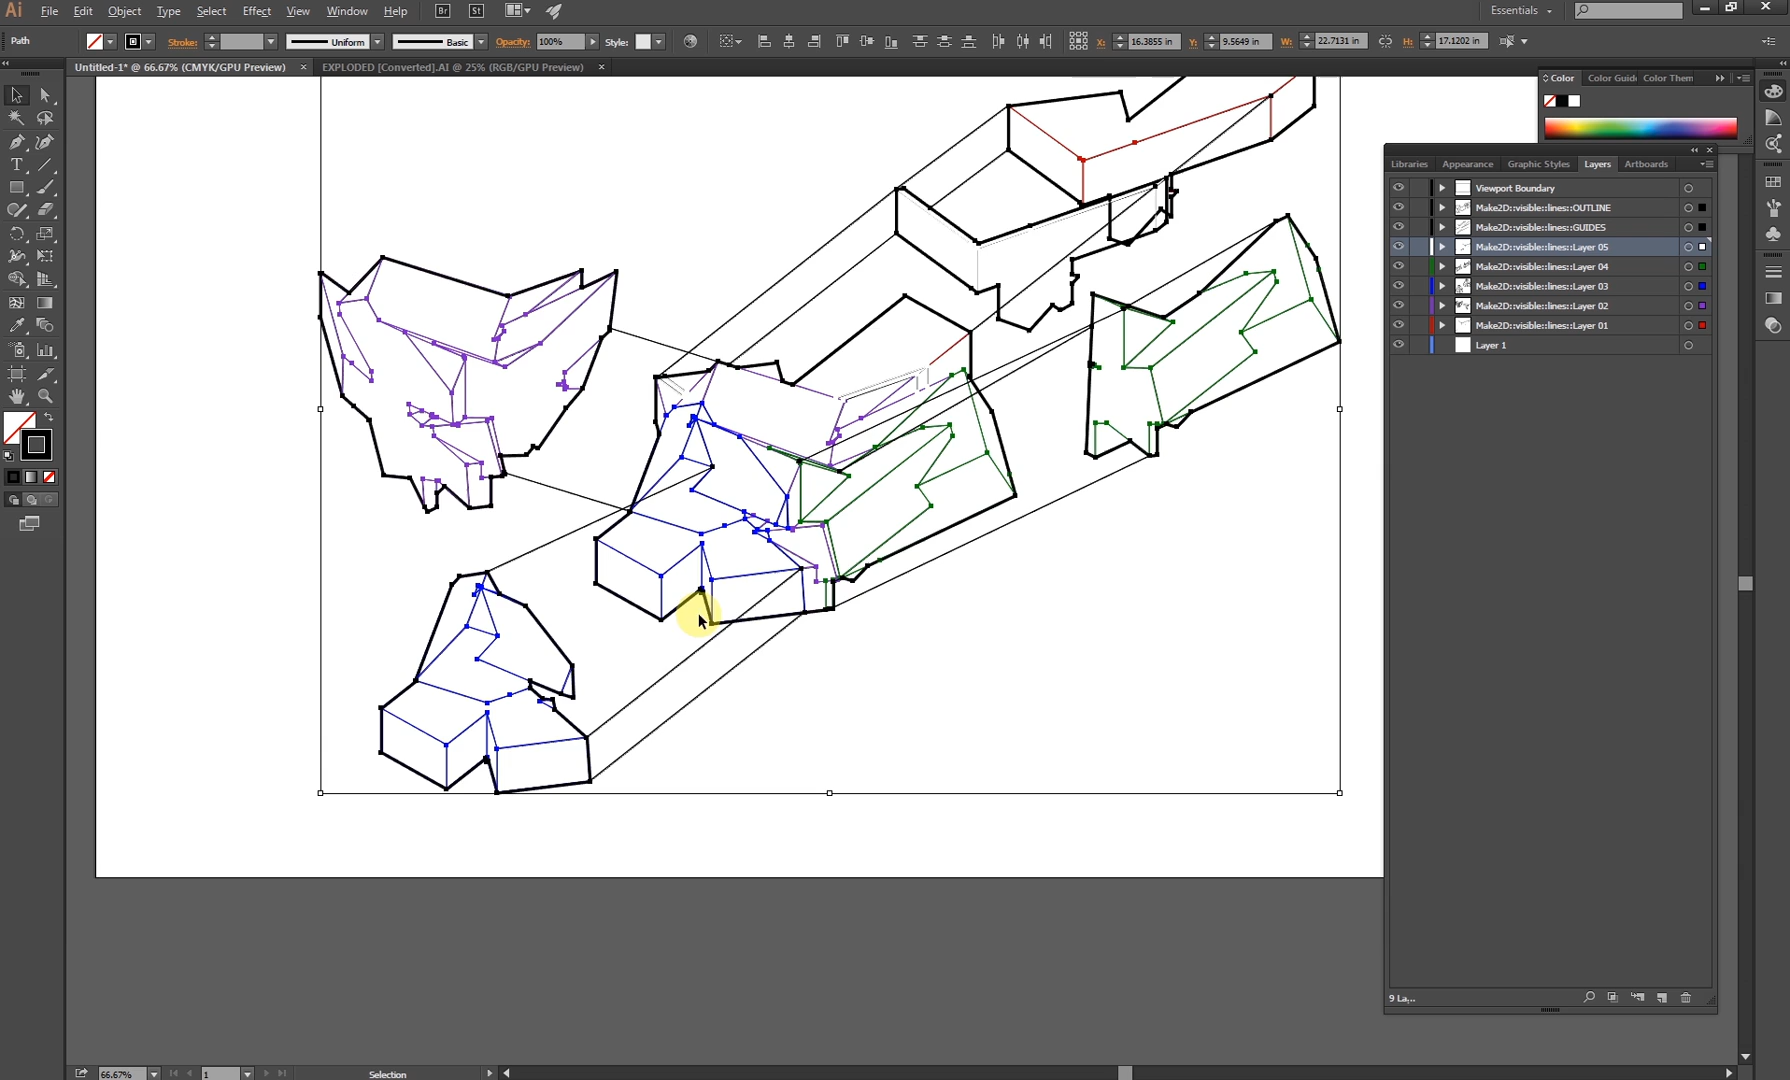 Ai File Edit Object Type Select Effect View Window Help Br St Essentials
Path Stroke: Uniform Basic Opacity: 100% Style: X: 16.3855 in Y: 9.5649 in W: 22.7131 in H: 17.1202 in
Untitled-1* @ 66.67% (CMYK/GPU Preview) × EXPLODED [Converted].AI @ 25% (RGB/GPU Preview) ×
Color Color Guide Color Them
Libraries Appearance Graphic Styles Layers Artboards
Viewport Boundary
Make2D::visible::lines::OUTLINE
Make2D::visible::lines::GUIDES
Make2D::visible::lines::Layer 05
Make2D::visible::lines::Layer 04
Make2D::visible::lines::Layer 03
Make2D::visible::lines::Layer 02
Make2D::visible::lines::Layer 01
Layer 1
9 La...
66.67% 1 Selection